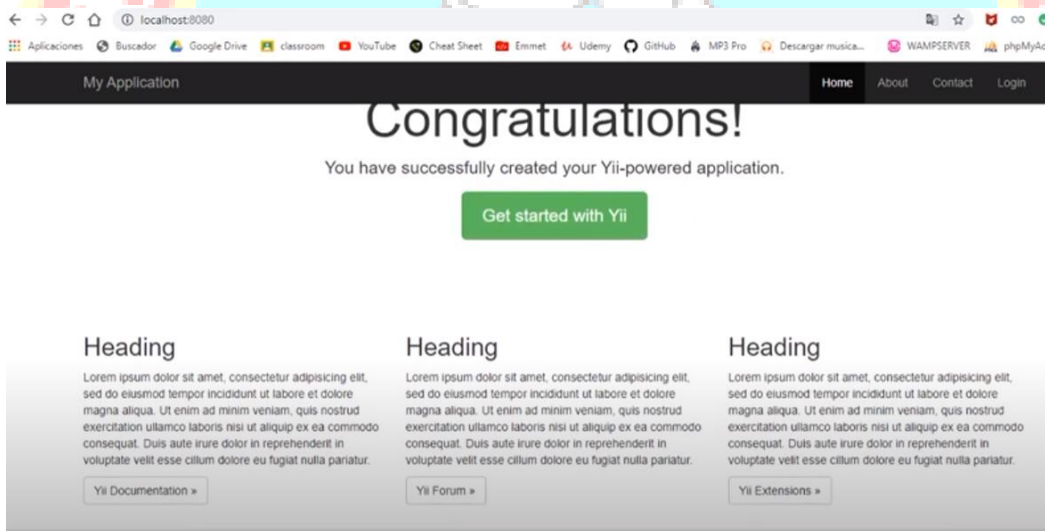 localhost:8080
Aplicaciones Buscador Google Drive classroom YouTube Cheat Sheet Emmet Udemy GitHub MP3 Pro Descargar musica... WAMPSERVER phpMyAd
My Application Home About Contact Login
Congratulations!
You have successfully created your Yii-powered application.
Get started with Yii
Heading
Lorem ipsum dolor sit amet, consectetur adipisicing elit,
sed do eiusmod tempor incididunt ut labore et dolore
magna aliqua. Ut enim ad minim veniam, quis nostrud
exercitation ullamco laboris nisi ut aliquip ex ea commodo
consequat. Duis aute irure dolor in reprehenderit in
voluptate velit esse cillum dolore eu fugiat nulla pariatur.
Yii Documentation »
Heading
Lorem ipsum dolor sit amet, consectetur adipisicing elit,
sed do eiusmod tempor incididunt ut labore et dolore
magna aliqua. Ut enim ad minim veniam, quis nostrud
exercitation ullamco laboris nisi ut aliquip ex ea commodo
consequat. Duis aute irure dolor in reprehenderit in
voluptate velit esse cillum dolore eu fugiat nulla pariatur.
Yii Forum »
Heading
Lorem ipsum dolor sit amet, consectetur adipisicing elit,
sed do eiusmod tempor incididunt ut labore et dolore
magna aliqua. Ut enim ad minim veniam, quis nostrud
exercitation ullamco laboris nisi ut aliquip ex ea commodo
consequat. Duis aute irure dolor in reprehenderit in
voluptate velit esse cillum dolore eu fugiat nulla pariatur.
Yii Extensions »